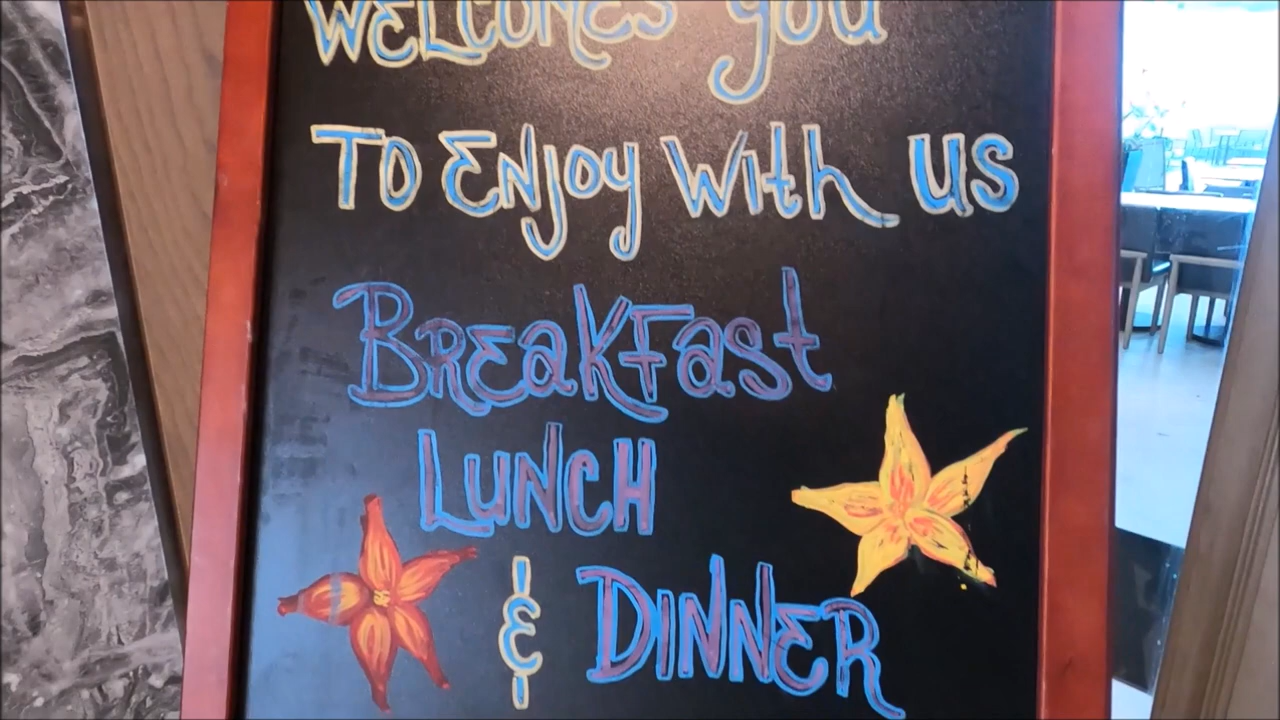 WELCOMES you
TO ENJOY WITH US
BREAKFAST
LUNCH
& DINNER